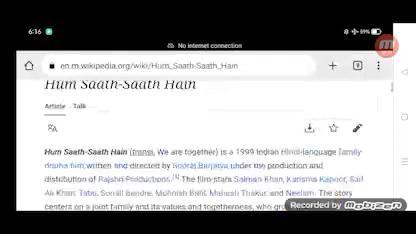 6:16
89%
No internet connection
en.m.wikipedia.org/wiki/Hum_Saath-Saath_Hain
Hum Saath-Saath Hain
Article Talk
Hum Saath-Saath Hain (transl. We are together) is a 1999 Indian Hindi-language family
drama film written and directed by Sooraj Barjatya under the production and
distribution of Rajshri Productions.
The film stars Salman Khan, Karisma Kapoor, Saif
Ali Khan, Tabu, Sonali Bendre, Mohnish Bahl, Mahesh Thakur, and Neelam. The story
centers on a joint family and its values and togetherness, who
Recorded by Mobizen